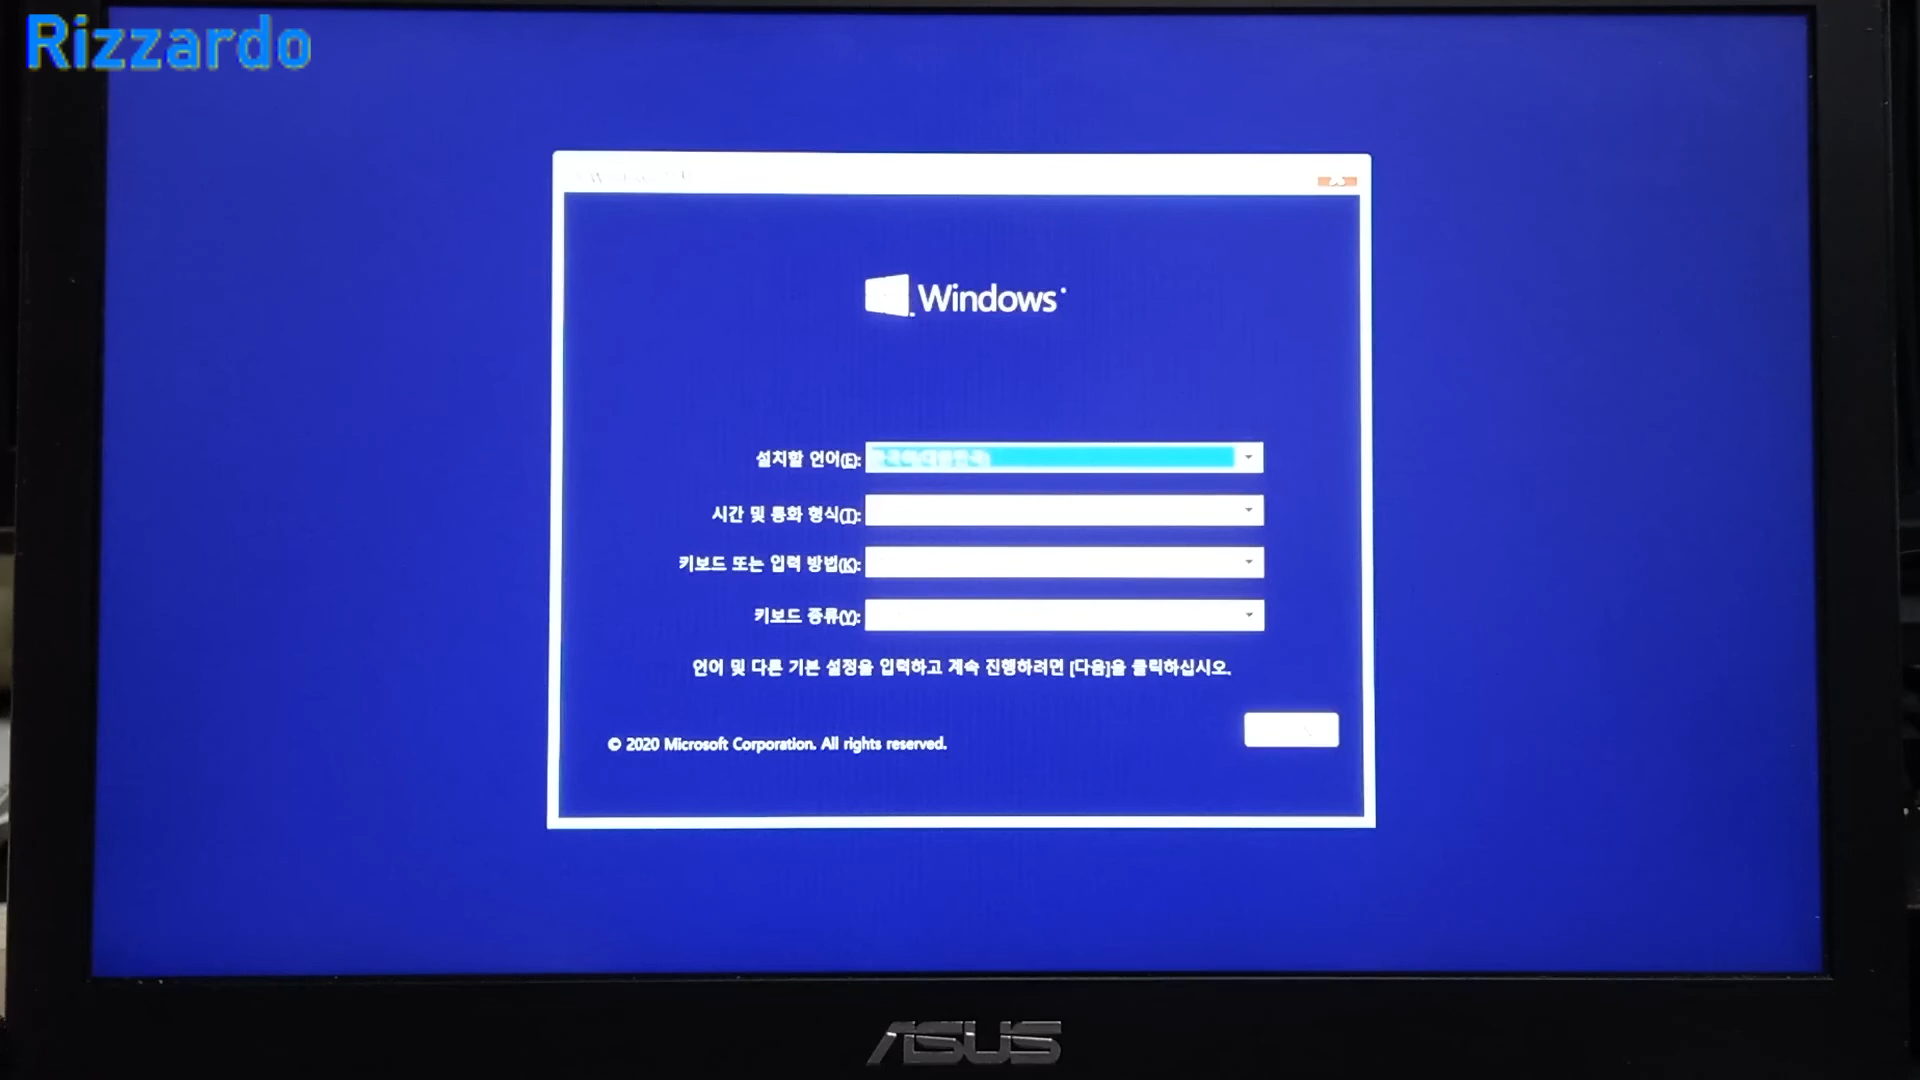 Rizzardo
Windows
설치할 언어(E):
시간 및 통화 형식(T):
키보드 또는 입력 방법(K):
키보드 종류(Y):
언어 및 다른 기본 설정을 입력하고 계속 진행하려면 [다음]을 클릭하십시오.
© 2020 Microsoft Corporation. All rights reserved.
ASUS